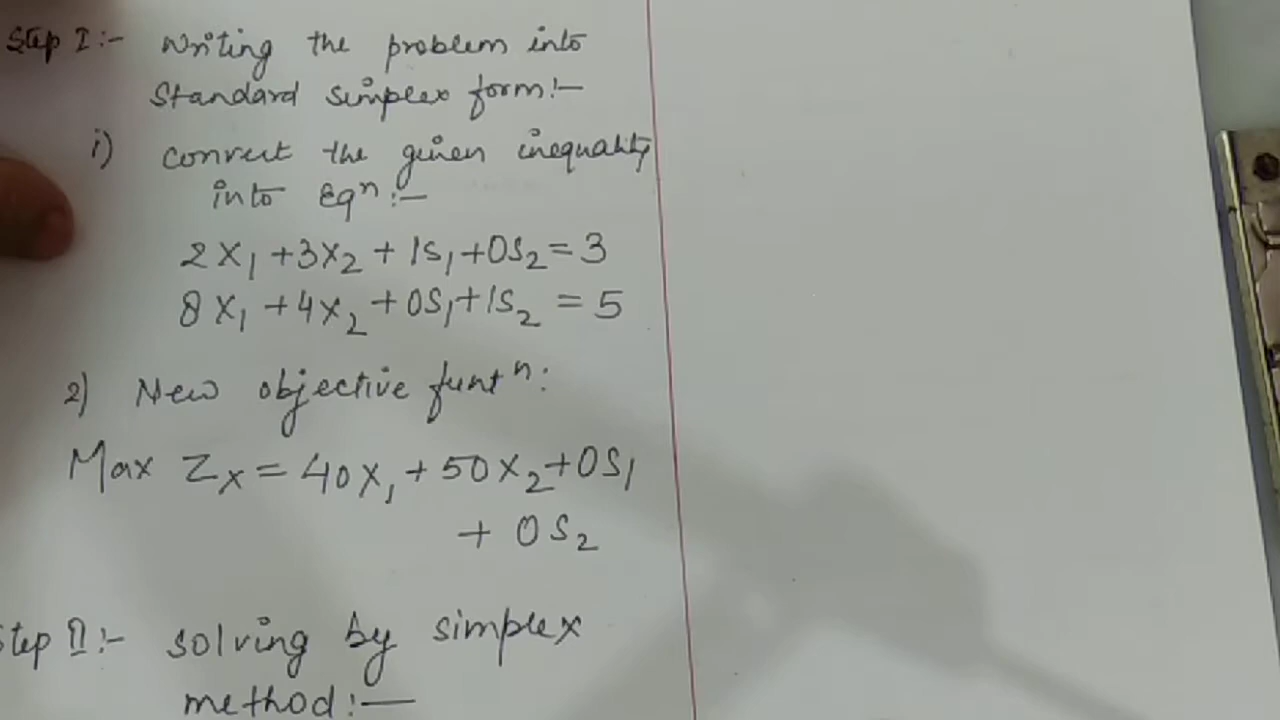 Step I:- Writing the problem into
Standard simplex form:-
i) convert the given inequality
into Eqⁿ:-
2X₁ + 3X₂ + 1S₁ + 0S₂ = 3
8X₁ + 4X₂ + 0S₁ + 1S₂ = 5
2) New objective funtⁿ:
Max Zₓ = 40X₁ + 50X₂ + 0S₁
+ 0S₂
Step II:- solving by simplex
method:-